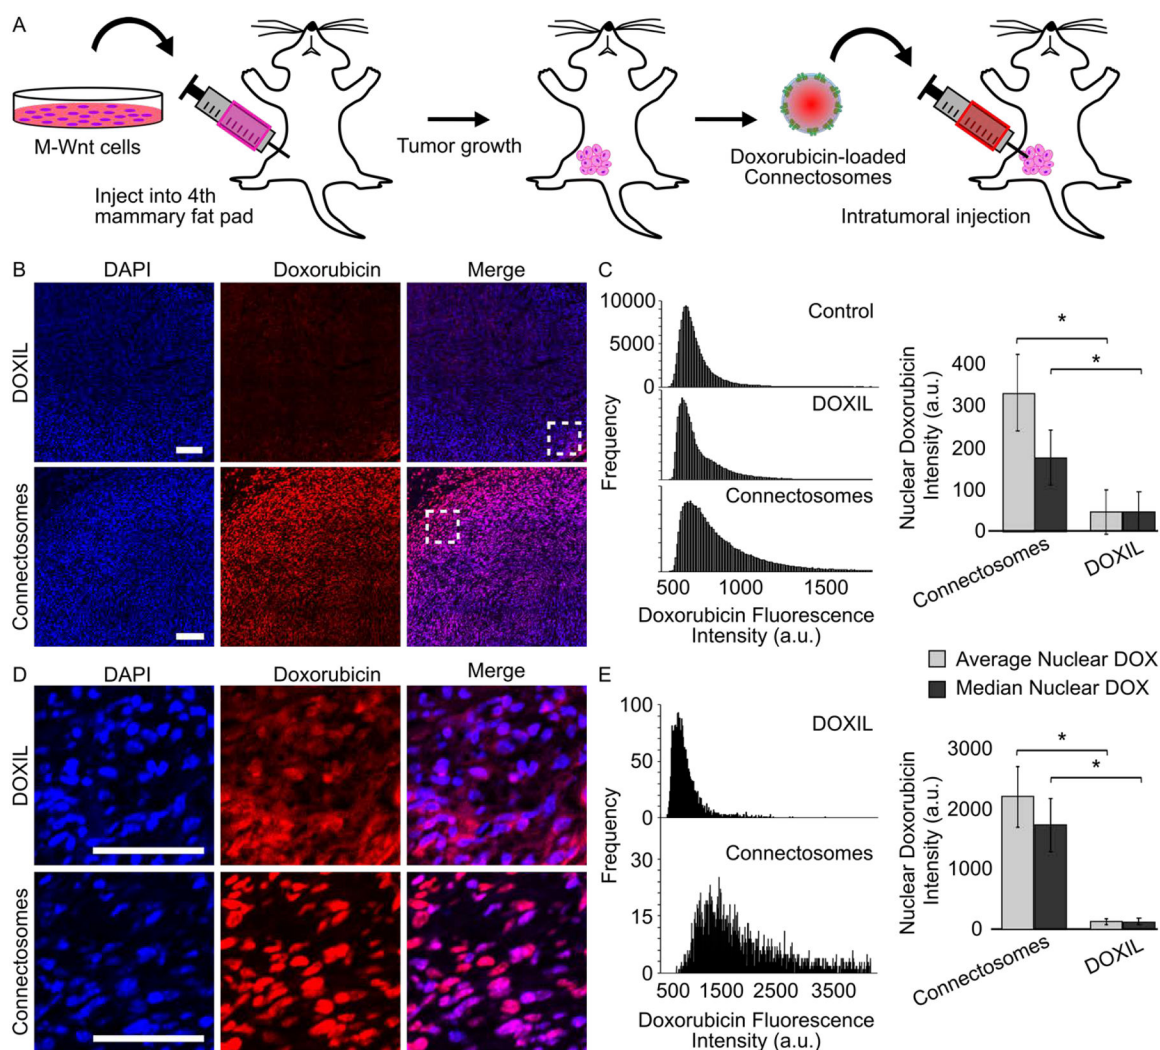 A
M-Wnt cells
Inject into 4th
mammary fat pad
Tumor growth
Doxorubicin-loaded
Connectosomes
Intratumoral injection
B
DAPI
Doxorubicin
Merge
DOXIL
Connectosomes
C
10000
5000
0
Control
DOXIL
Connectosomes
Frequency
500
1000
1500
Doxorubicin Fluorescence
Intensity (a.u.)
Nuclear Doxorubicin
Intensity (a.u.)
400
300
200
100
0
*
*
Connectosomes
DOXIL
Average Nuclear DOX
Median Nuclear DOX
D
DAPI
Doxorubicin
Merge
DOXIL
Connectosomes
E
100
50
0
DOXIL
Frequency
30
15
0
Connectosomes
500
1500
2500
3500
Doxorubicin Fluorescence
Intensity (a.u.)
Nuclear Doxorubicin
Intensity (a.u.)
3000
2000
1000
0
*
*
Connectosomes
DOXIL